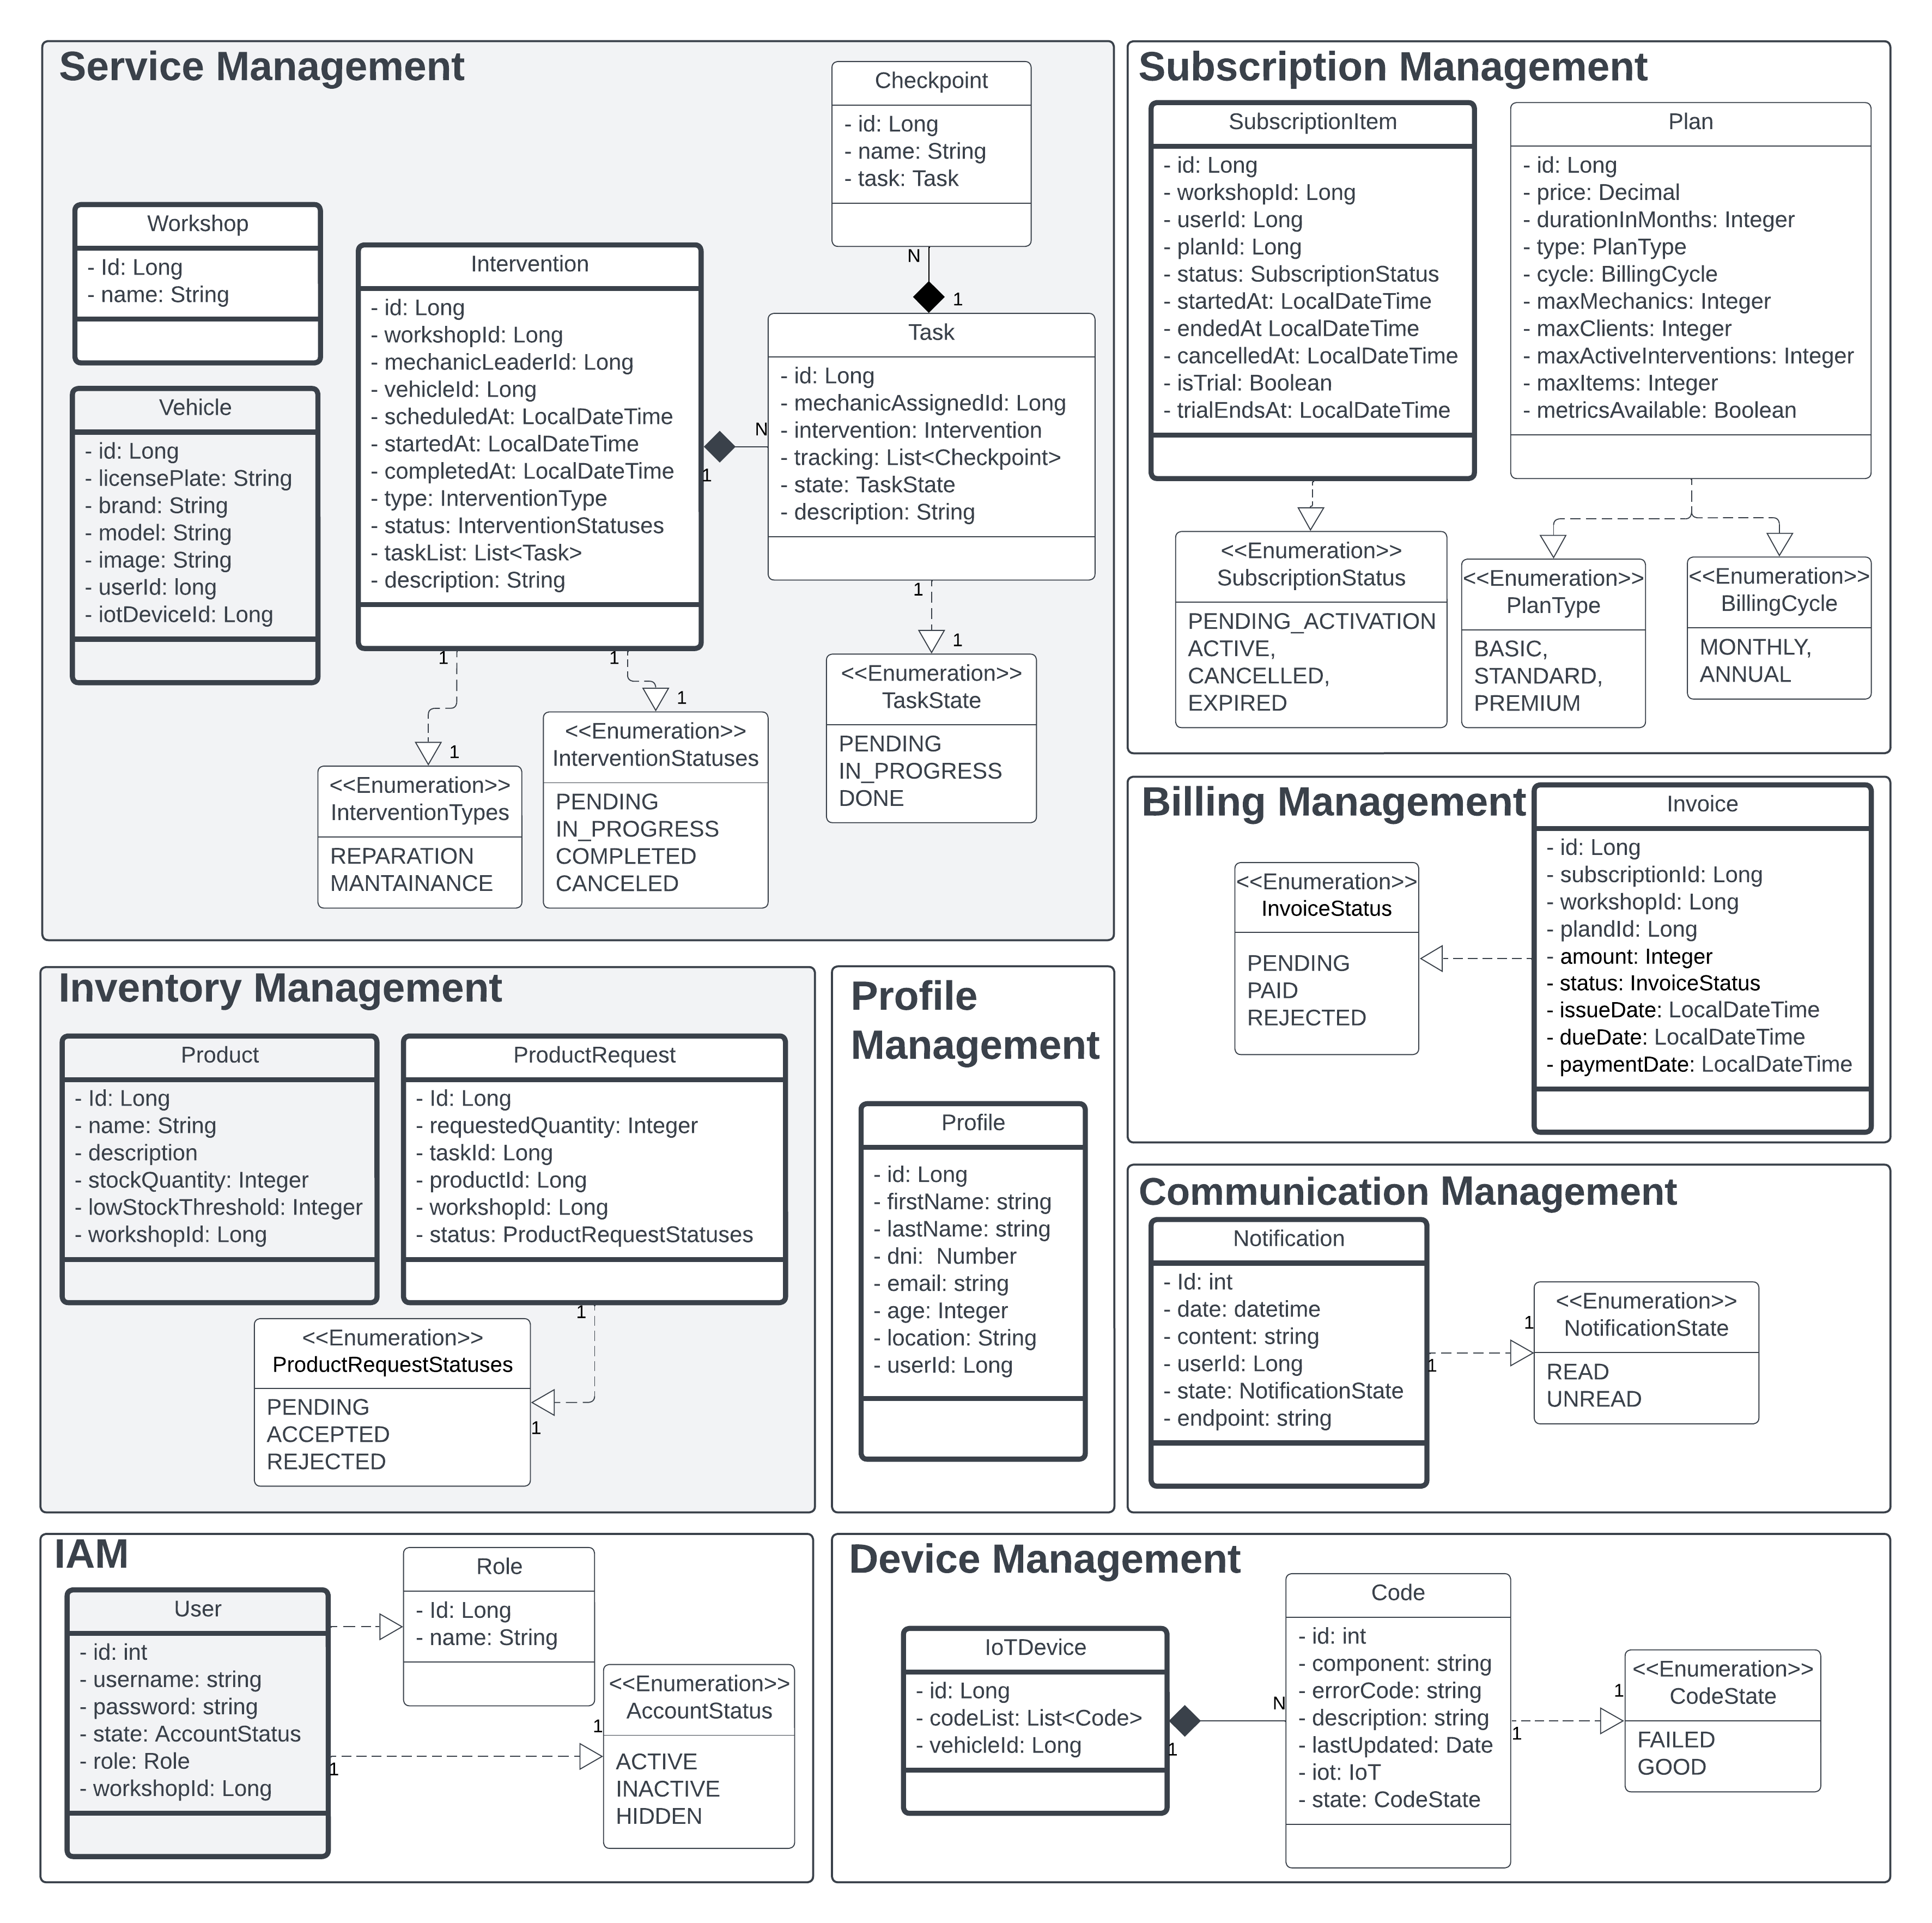 Service Management
Checkpoint
- id: Long
- name: String
- task: Task
N
1
Workshop
- Id: Long
- name: String
Vehicle
- id: Long
- licensePlate: String
- brand: String
- model: String
- image: String
- userId: long
- iotDeviceId: Long
Intervention
- id: Long
- workshopId: Long
- mechanicLeaderId: Long
- vehicleId: Long
- scheduledAt: LocalDateTime
- startedAt: LocalDateTime
- completedAt: LocalDateTime
- type: InterventionType
- status: InterventionStatuses
- taskList: List<Task>
- description: String
N
1
Task
- id: Long
- mechanicAssignedId: Long
- intervention: Intervention
- tracking: List<Checkpoint>
- state: TaskState
- description: String
1
1
<<Enumeration>>
TaskState
PENDING
IN_PROGRESS
DONE
1
1
<<Enumeration>>
InterventionTypes
REPARATION
MANTAINANCE
1
1
<<Enumeration>>
InterventionStatuses
PENDING
IN_PROGRESS
COMPLETED
CANCELED
Subscription Management
SubscriptionItem
- id: Long
- workshopId: Long
- userId: Long
- planId: Long
- status: SubscriptionStatus
- startedAt: LocalDateTime
- endedAt LocalDateTime
- cancelledAt: LocalDateTime
- isTrial: Boolean
- trialEndsAt: LocalDateTime
Plan
- id: Long
- price: Decimal
- durationInMonths: Integer
- type: PlanType
- cycle: BillingCycle
- maxMechanics: Integer
- maxClients: Integer
- maxActiveInterventions: Integer
- maxItems: Integer
- metricsAvailable: Boolean
<<Enumeration>>
SubscriptionStatus
PENDING_ACTIVATION
ACTIVE,
CANCELLED,
EXPIRED
<<Enumeration>>
PlanType
BASIC,
STANDARD,
PREMIUM
<<Enumeration>>
BillingCycle
MONTHLY,
ANNUAL
Billing Management
<<Enumeration>>
InvoiceStatus
PENDING
PAID
REJECTED
Invoice
- id: Long
- subscriptionId: Long
- workshopId: Long
- plandId: Long
- amount: Integer
- status: InvoiceStatus
- issueDate: LocalDateTime
- dueDate: LocalDateTime
- paymentDate: LocalDateTime
Inventory Management
Product
- Id: Long
- name: String
- description
- stockQuantity: Integer
- lowStockThreshold: Integer
- workshopId: Long
ProductRequest
- Id: Long
- requestedQuantity: Integer
- taskId: Long
- productId: Long
- workshopId: Long
- status: ProductRequestStatuses
1
1
<<Enumeration>>
ProductRequestStatuses
PENDING
ACCEPTED
REJECTED
Profile
Management
Profile
- id: Long
- firstName: string
- lastName: string
- dni:  Number
- email: string
- age: Integer
- location: String
- userId: Long
Communication Management
Notification
- Id: int
- date: datetime
- content: string
- userId: Long
- state: NotificationState
- endpoint: string
1
1
<<Enumeration>>
NotificationState
READ
UNREAD
IAM
User
- id: int
- username: string
- password: string
- state: AccountStatus
- role: Role
- workshopId: Long
Role
- Id: Long
- name: String
1
1
<<Enumeration>>
AccountStatus
ACTIVE
INACTIVE
HIDDEN
Device Management
IoTDevice
- id: Long
- codeList: List<Code>
- vehicleId: Long
1
N
Code
- id: int
- component: string
- errorCode: string
- description: string
- lastUpdated: Date
- iot: IoT
- state: CodeState
1
1
<<Enumeration>>
CodeState
FAILED
GOOD